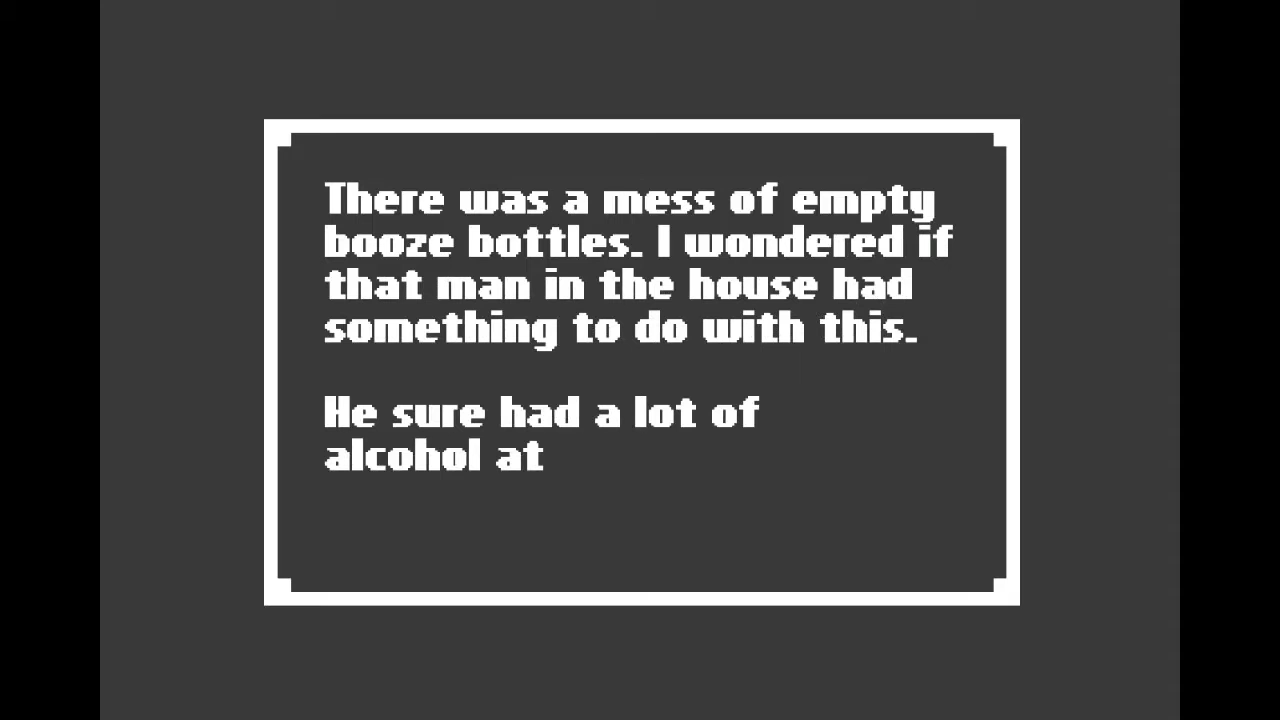 There was a mess of empty
booze bottles. I wondered if
that man in the house had
something to do with this.
He sure had a lot of
alcohol at